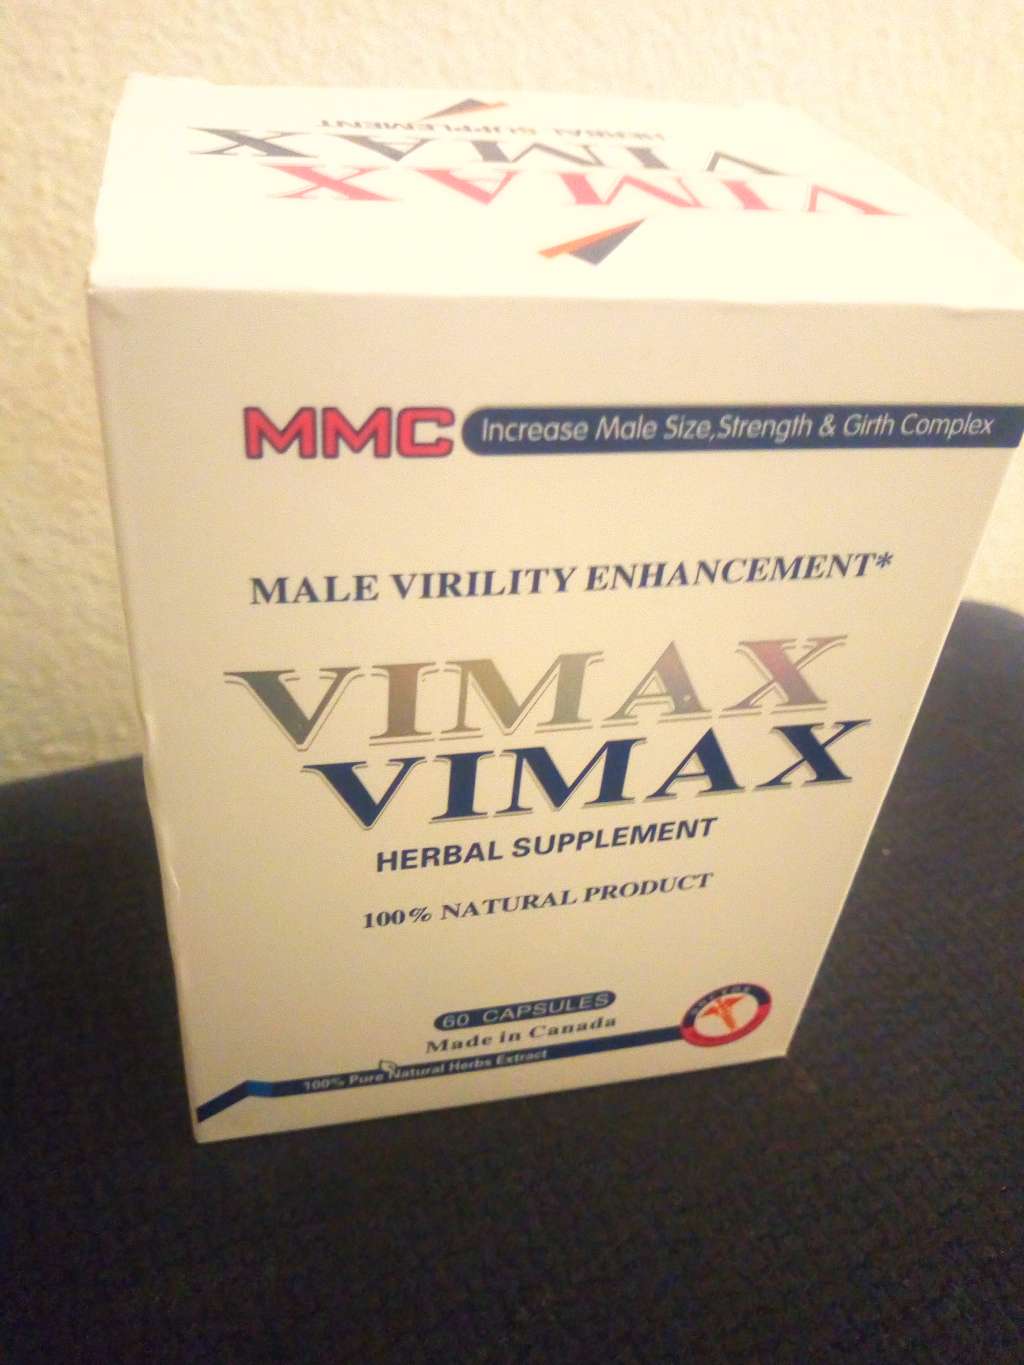 HERBAL SUPPLEMENT
VIMAX
VIMAX
MMC Increase Male Size,Strength & Girth Complex
MALE VIRILITY ENHANCEMENT*
VIMAX
VIMAX
HERBAL SUPPLEMENT
100% NATURAL PRODUCT
60 CAPSULES
Made in Canada
100% Pure Natural Herbs Extract